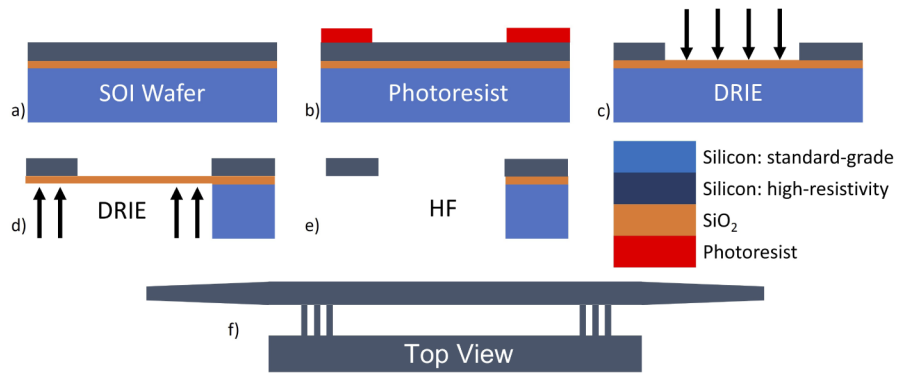 a)
SOI Wafer
b)
Photoresist
c)
DRIE
d)
DRIE
e)
HF
Silicon: standard-grade
Silicon: high-resistivity
SiO₂
Photoresist
f)
Top View